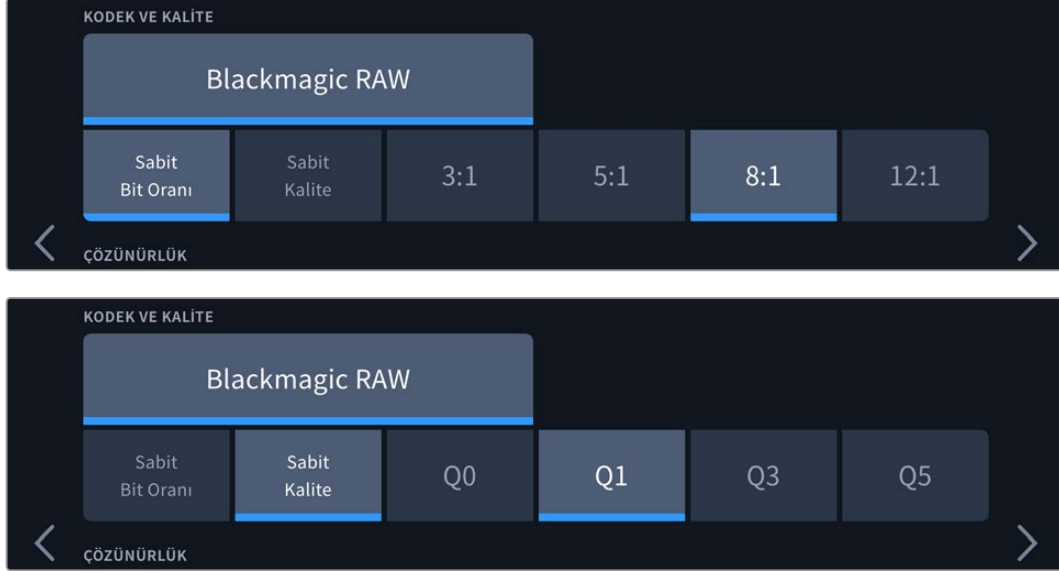 KODEK VE KALİTE
Blackmagic RAW
Sabit Bit Oranı
Sabit Kalite
3:1
5:1
8:1
12:1
ÇÖZÜNÜRLÜK
KODEK VE KALİTE
Blackmagic RAW
Sabit Bit Oranı
Sabit Kalite
Q0
Q1
Q3
Q5
ÇÖZÜNÜRLÜK